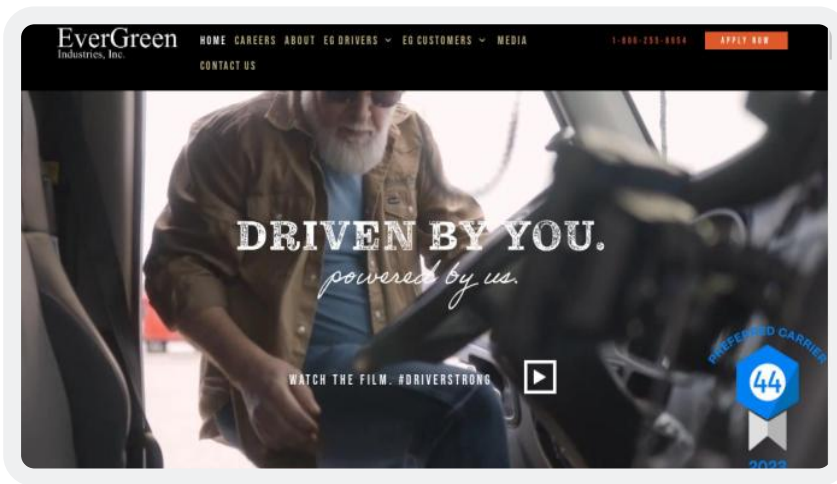 EverGreen
Industries, Inc.
HOME CAREERS ABOUT EG DRIVERS EG CUSTOMERS MEDIA
CONTACT US
APPLY NOW
DRIVEN BY YOU.
powered by us.
WATCH THE FILM. #DRIVERSTRONG
PREFERRED CARRIER
44
2023